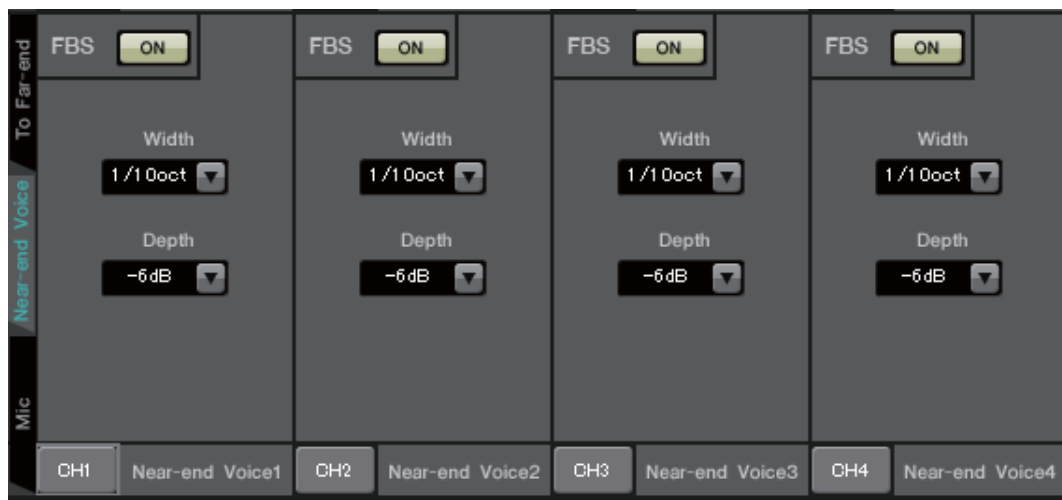 To Far-end
Near-end Voice
Mic
FBS ON
Width
1/10oct
Depth
-6dB
CH1 Near-end Voice1
FBS ON
Width
1/10oct
Depth
-6dB
CH2 Near-end Voice2
FBS ON
Width
1/10oct
Depth
-6dB
CH3 Near-end Voice3
FBS ON
Width
1/10oct
Depth
-6dB
CH4 Near-end Voice4